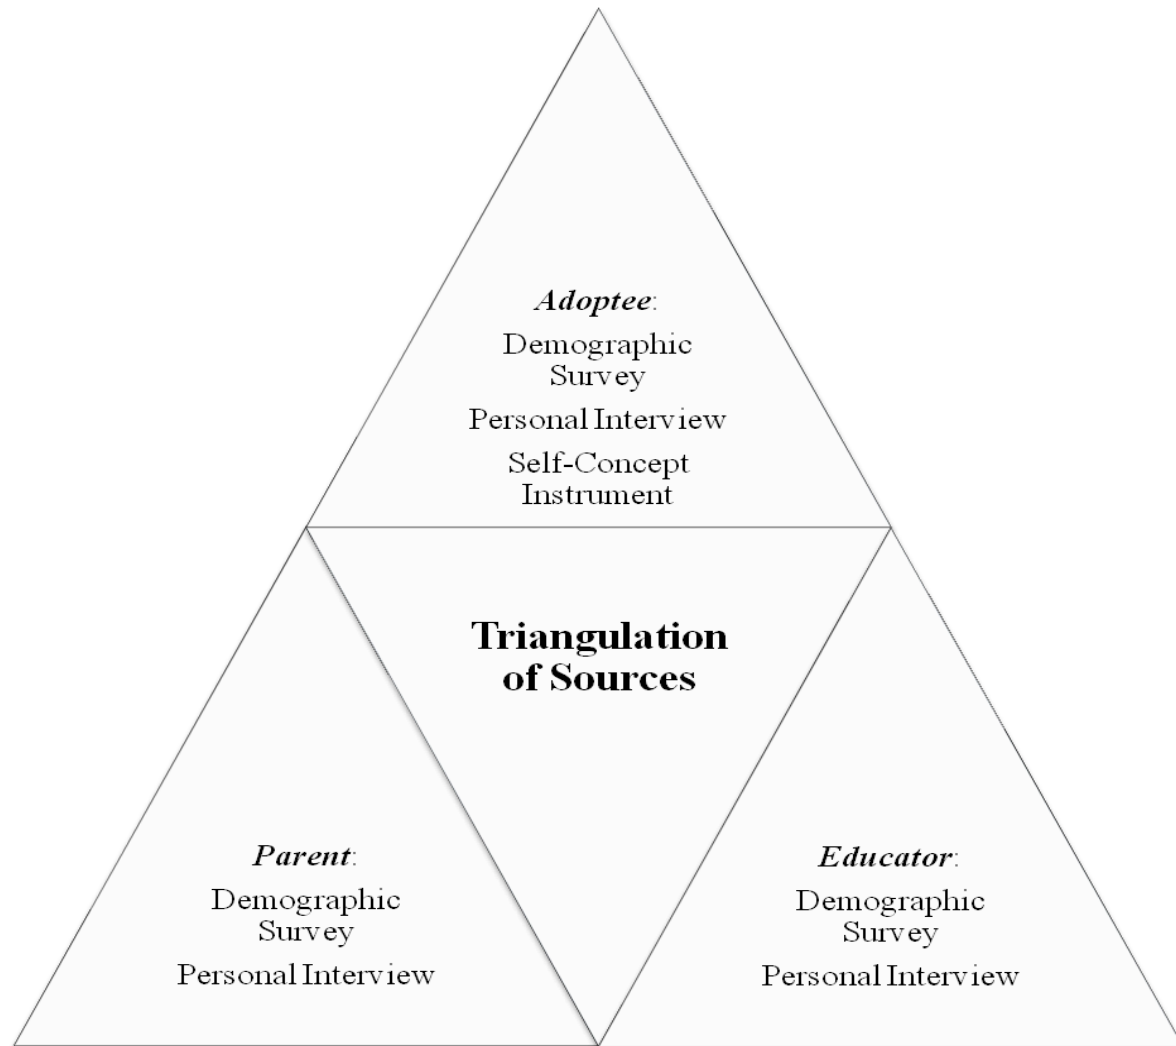 Adoptee:
Demographic
Survey
Personal Interview
Self-Concept
Instrument
Triangulation
of Sources
Parent:
Demographic
Survey
Personal Interview
Educator:
Demographic
Survey
Personal Interview